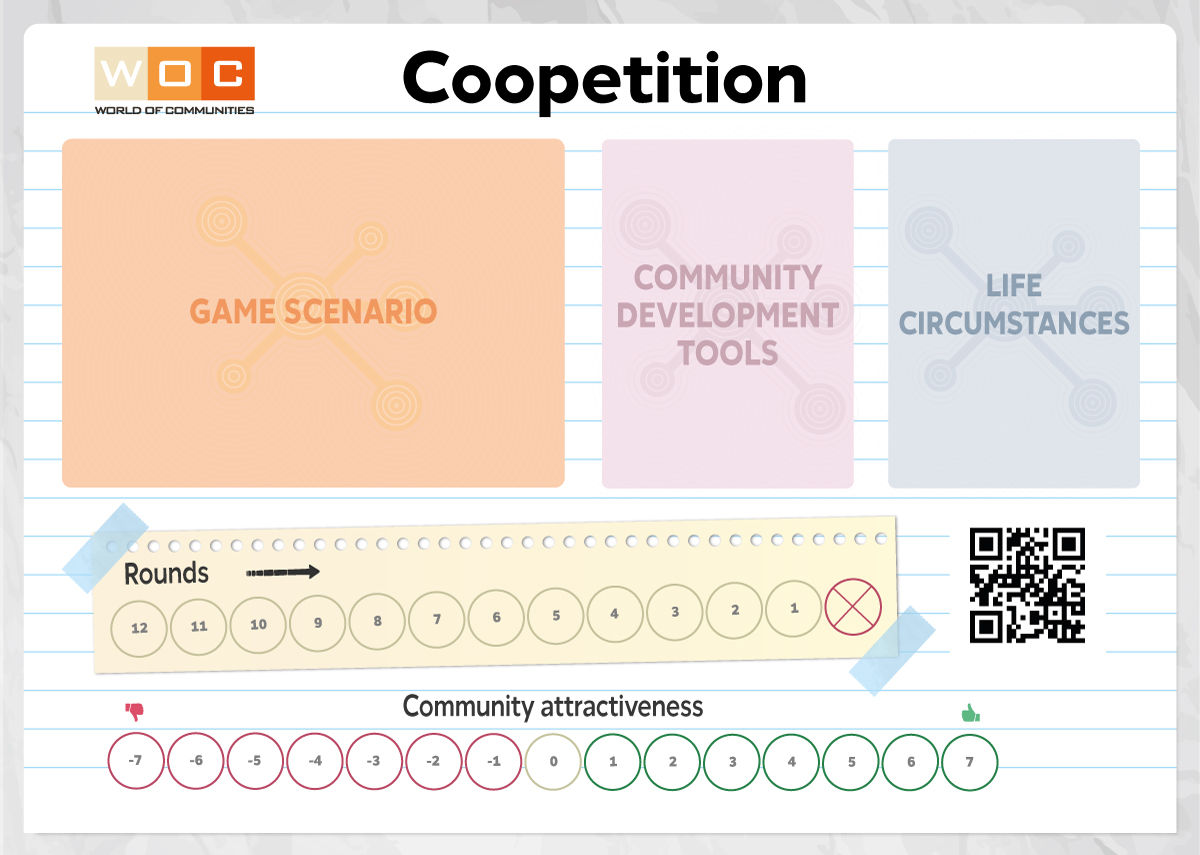 WOC
WORLD OF COMMUNITIES
Coopetition
GAME SCENARIO
COMMUNITY
DEVELOPMENT
TOOLS
LIFE
CIRCUMSTANCES
Rounds
12 11 10 9 8 7 6 5 4 3 2 1
Community attractiveness
-7 -6 -5 -4 -3 -2 -1 0 1 2 3 4 5 6 7